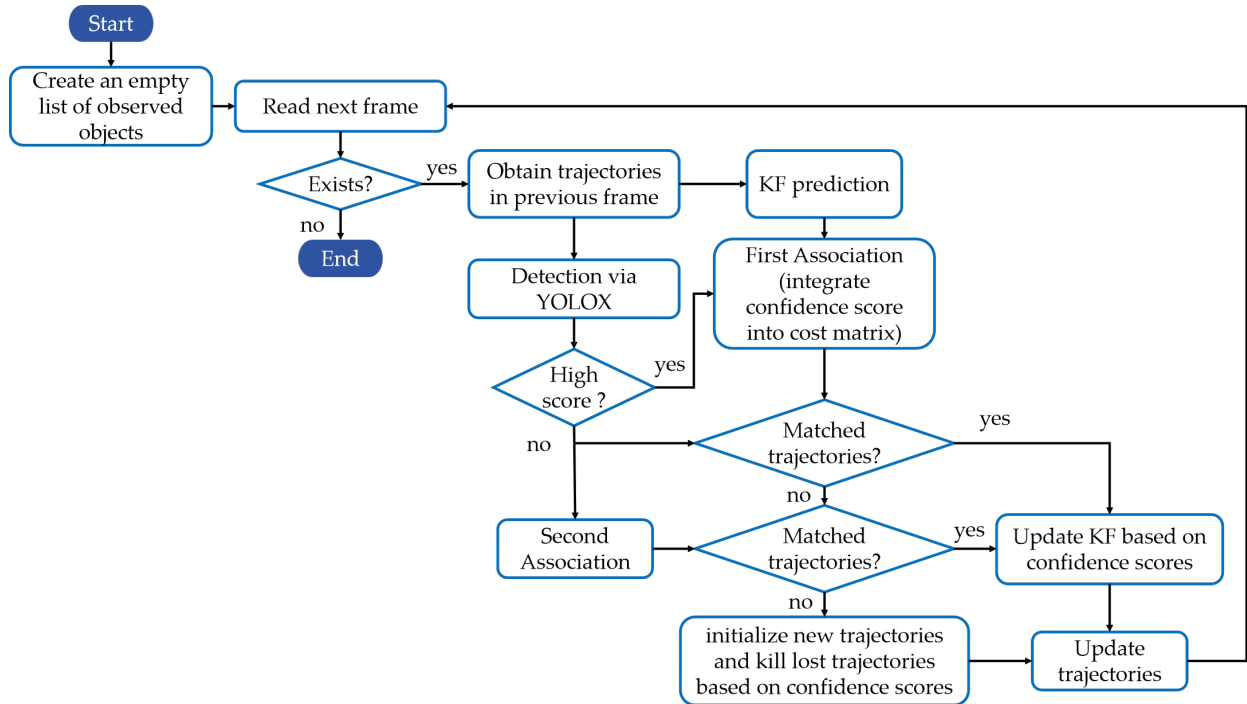 Start
Create an empty
list of observed
objects
Read next frame
Exists?
yes
no
End
Obtain trajectories
in previous frame
KF prediction
Detection via
YOLOX
First Association
(integrate
confidence score
into cost matrix)
High
score ?
yes
no
Matched
trajectories?
yes
no
Second
Association
Matched
trajectories?
yes
no
Update KF based on
confidence scores
initialize new trajectories
and kill lost trajectories
based on confidence scores
Update
trajectories